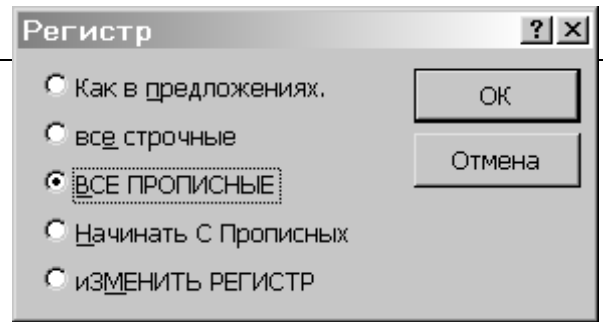 Регистр
? ×
Как в предложениях.
ОК
все строчные
Отмена
ВСЕ ПРОПИСНЫЕ
Начинать С Прописных
иЗМЕНИТЬ РЕГИСТР